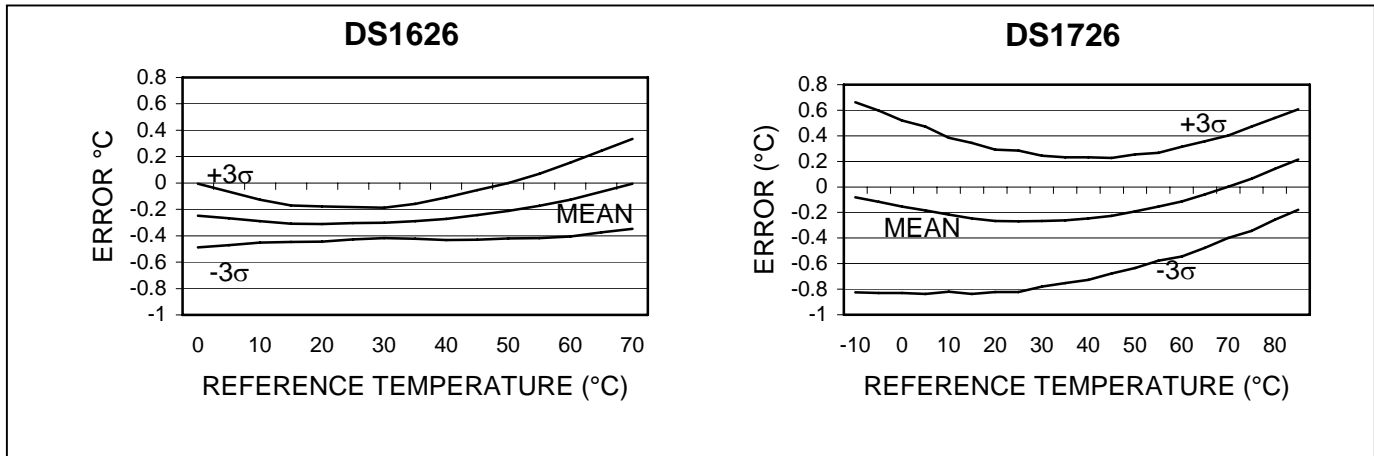 DS1626
0.8
0.6
0.4
0.2
0
-0.2
-0.4
-0.6
-0.8
-1
ERROR °C
+3σ
MEAN
-3σ
0 10 20 30 40 50 60 70
REFERENCE TEMPERATURE (°C)
DS1726
0.8
0.6
0.4
0.2
0
-0.2
-0.4
-0.6
-0.8
-1
ERROR (°C)
+3σ
MEAN
-3σ
-10 0 10 20 30 40 50 60 70 80
REFERENCE TEMPERATURE (°C)